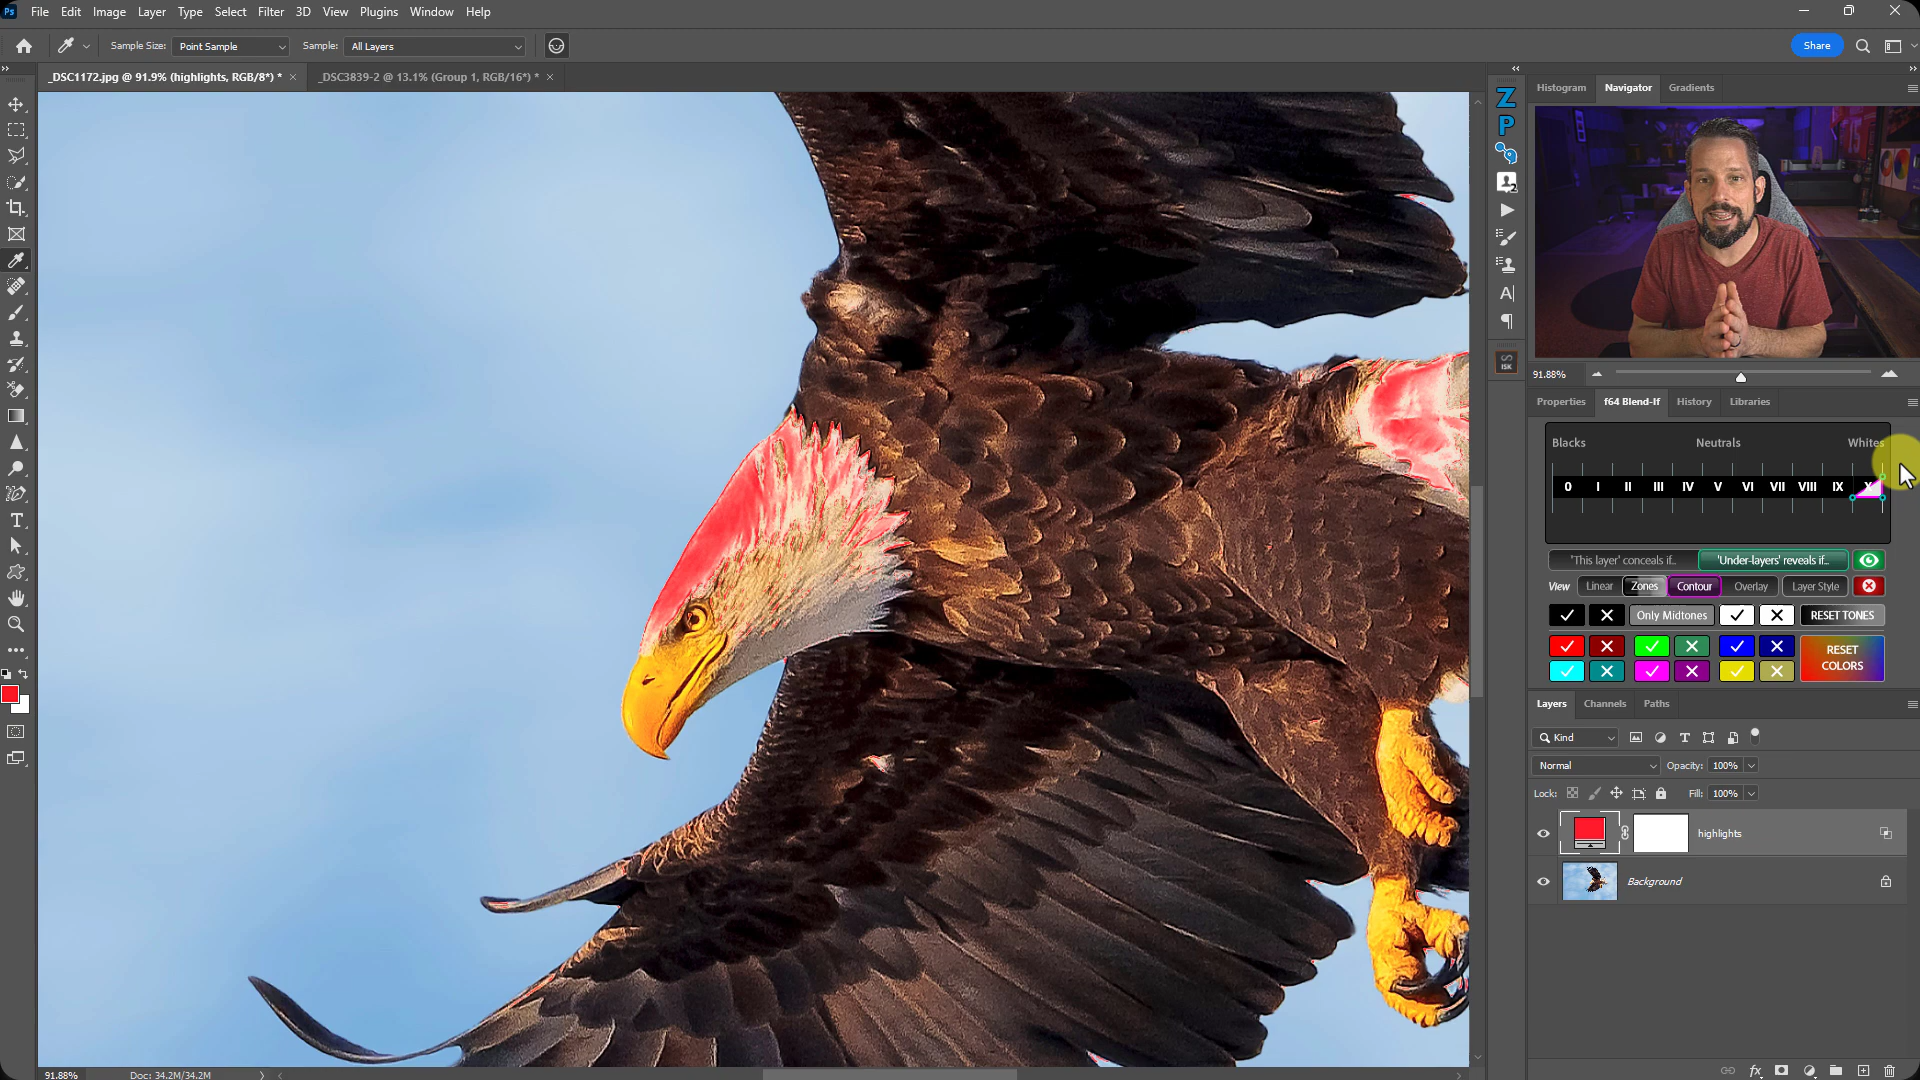 Ps File Edit Image Layer Type Select Filter 3D View Plugins Window Help
Sample Size: Point Sample Sample: All Layers Share
_DSC1172.jpg @ 91.9% (highlights, RGB/8*) * × _DSC3839-2 @ 13.1% (Group 1, RGB/16*) * ×
Histogram Navigator Gradients
Z
P
A
91.88%
ISK
Properties f64 Blend-If History Libraries
Blacks Neutrals Whites
0 I II III IV V VI VII VIII IX X
'This layer' conceals if.. 'Under-layers' reveals if..
View Linear Zones Contour Overlay Layer Style
Only Midtones RESET TONES
RESET
COLORS
Layers Channels Paths
Kind
Normal Opacity: 100%
Lock: Fill: 100%
highlights
Background
91.88% Doc: 34.2M/34.2M
fx